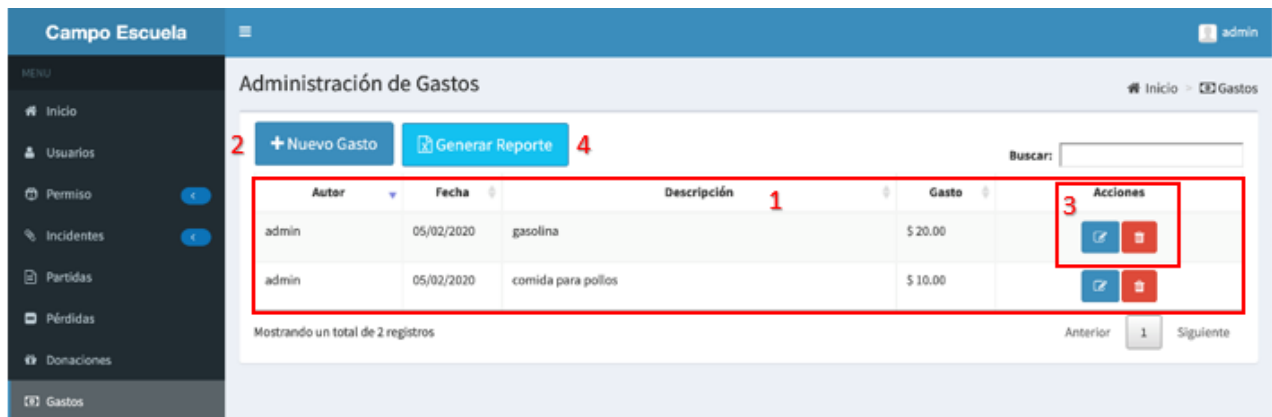 Campo Escuela
admin
MENU
Inicio
Usuarios
Permiso
Incidentes
Partidas
Pérdidas
Donaciones
Gastos
Administración de Gastos
Inicio > Gastos
2 + Nuevo Gasto Generar Reporte 4
Buscar:
Autor Fecha Descripción 1 Gasto 3 Acciones
admin 05/02/2020 gasolina $ 20.00
admin 05/02/2020 comida para pollos $ 10.00
Mostrando un total de 2 registros
Anterior 1 Siguiente